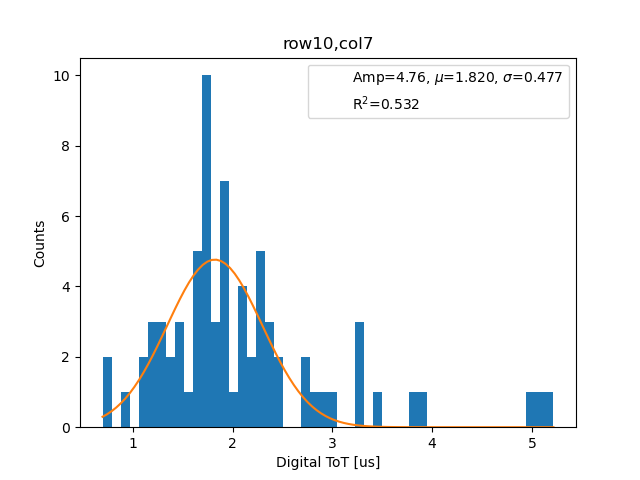 row10,col7
Amp=4.76, μ=1.820, σ=0.477
R²=0.532
Counts
10
8
6
4
2
0
1 2 3 4 5
Digital ToT [us]